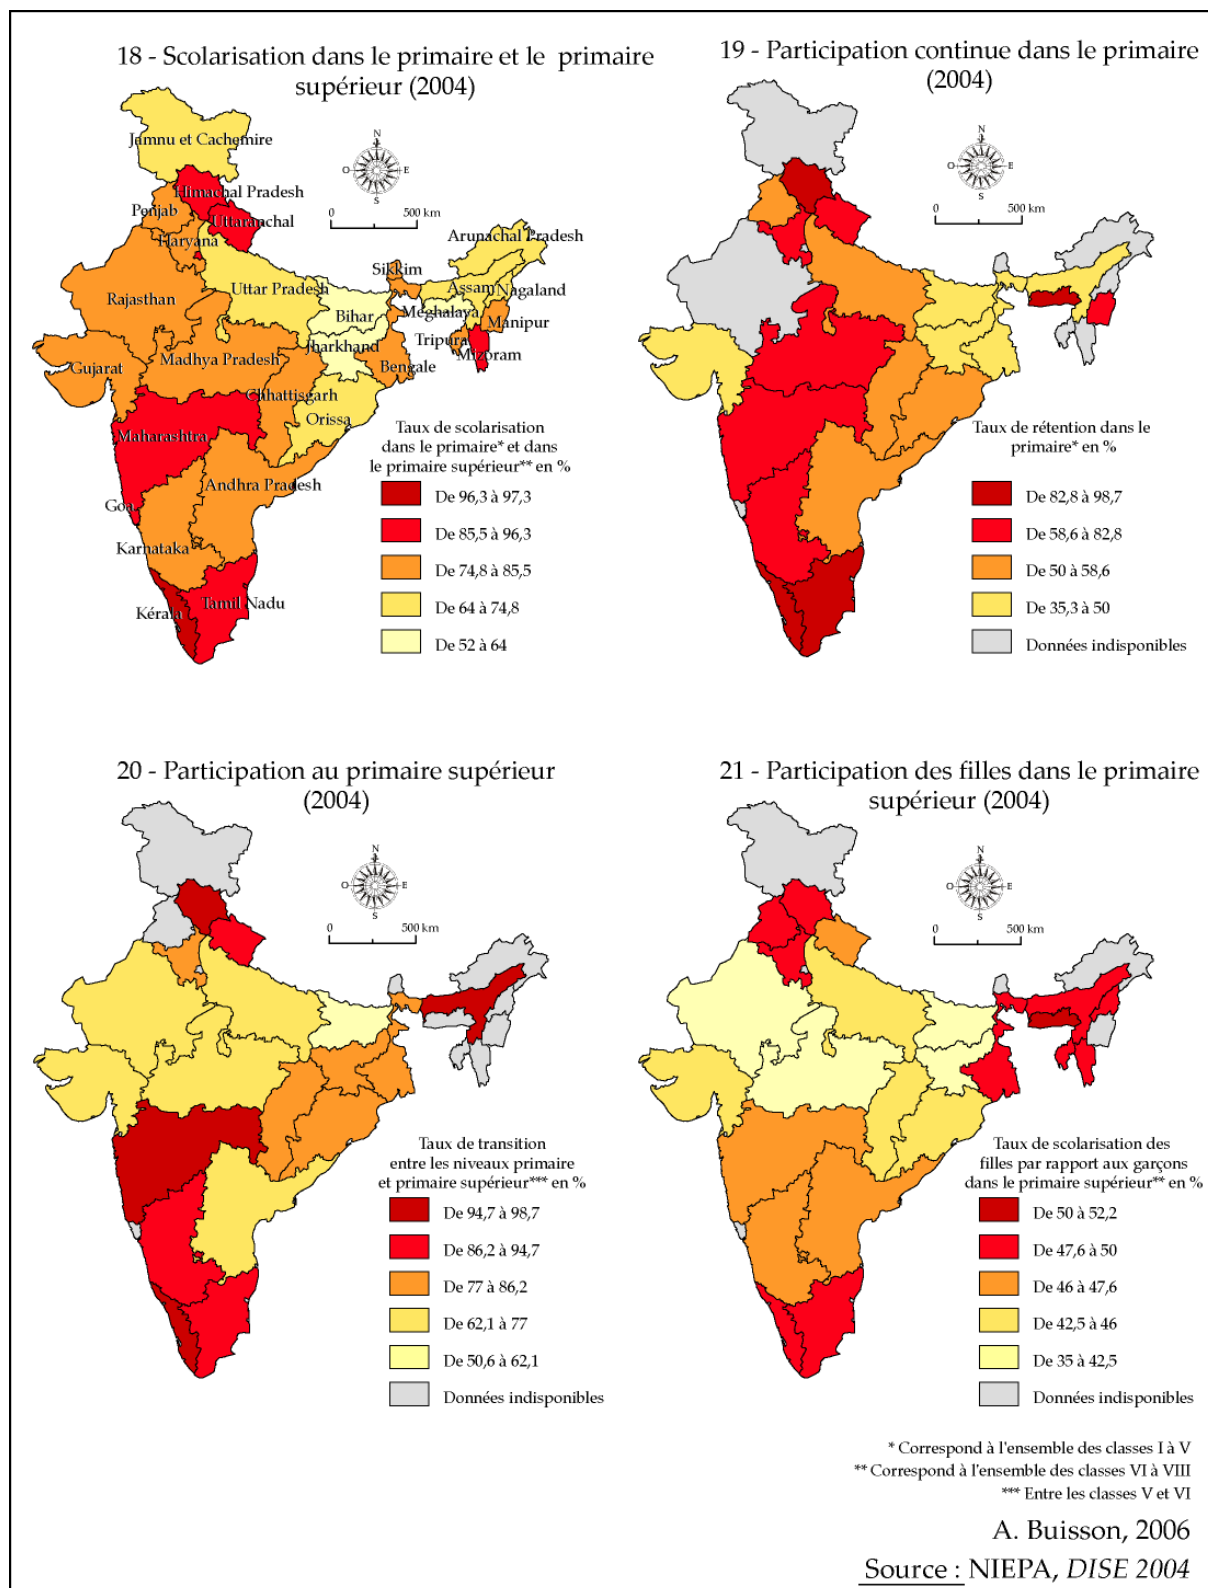 18 - Scolarisation dans le primaire et le primaire
supérieur (2004)
Jamnu et Cachemire
Himachal Pradesh
Penjab
Uttaranchal
Haryana
Arunachal Pradesh
Sikkim
Rajasthan
Uttar Pradesh
Assam
Nagaland
Bihar
Meghalaya
Manipur
Jharkhand
Tripura
Mizoram
Gujarat
Madhya Pradesh
Bengale
Chhattisgarh
Orissa
Maharashtra
Andhra Pradesh
Goa
Karnataka
Kérala
Tamil Nadu
N
O
E
S
0
500 km
Taux de scolarisation
dans le primaire* et dans
le primaire supérieur** en %
De 96,3 à 97,3
De 85,5 à 96,3
De 74,8 à 85,5
De 64 à 74,8
De 52 à 64
19 - Participation continue dans le primaire
(2004)
N
O
E
S
0
500 km
Taux de rétention dans le
primaire* en %
De 82,8 à 98,7
De 58,6 à 82,8
De 50 à 58,6
De 35,3 à 50
Données indisponibles
20 - Participation au primaire supérieur
(2004)
N
O
E
S
0
500 km
Taux de transition
entre les niveaux primaire
et primaire supérieur*** en %
De 94,7 à 98,7
De 86,2 à 94,7
De 77 à 86,2
De 62,1 à 77
De 50,6 à 62,1
Données indisponibles
21 - Participation des filles dans le primaire
supérieur (2004)
N
O
E
S
0
500 km
Taux de scolarisation des
filles par rapport aux garçons
dans le primaire supérieur** en %
De 50 à 52,2
De 47,6 à 50
De 46 à 47,6
De 42,5 à 46
De 35 à 42,5
Données indisponibles
* Correspond à l'ensemble des classes I à V
** Correspond à l'ensemble des classes VI à VIII
*** Entre les classes V et VI
A. Buisson, 2006
Source : NIEPA, DISE 2004